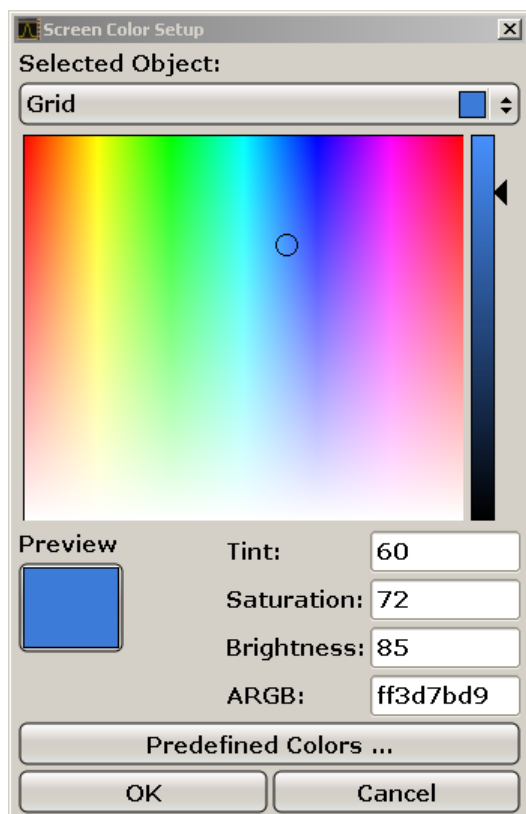 Screen Color Setup
Selected Object:
Grid
Preview
Tint: 60
Saturation: 72
Brightness: 85
ARGB: ff3d7bd9
Predefined Colors ...
OK Cancel